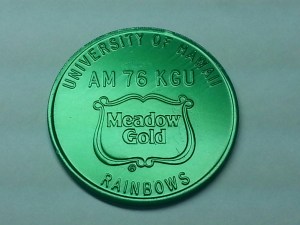 UNIVERSITY OF HAWAII
AM 76 KGU
Meadow
Gold
®
RAINBOWS